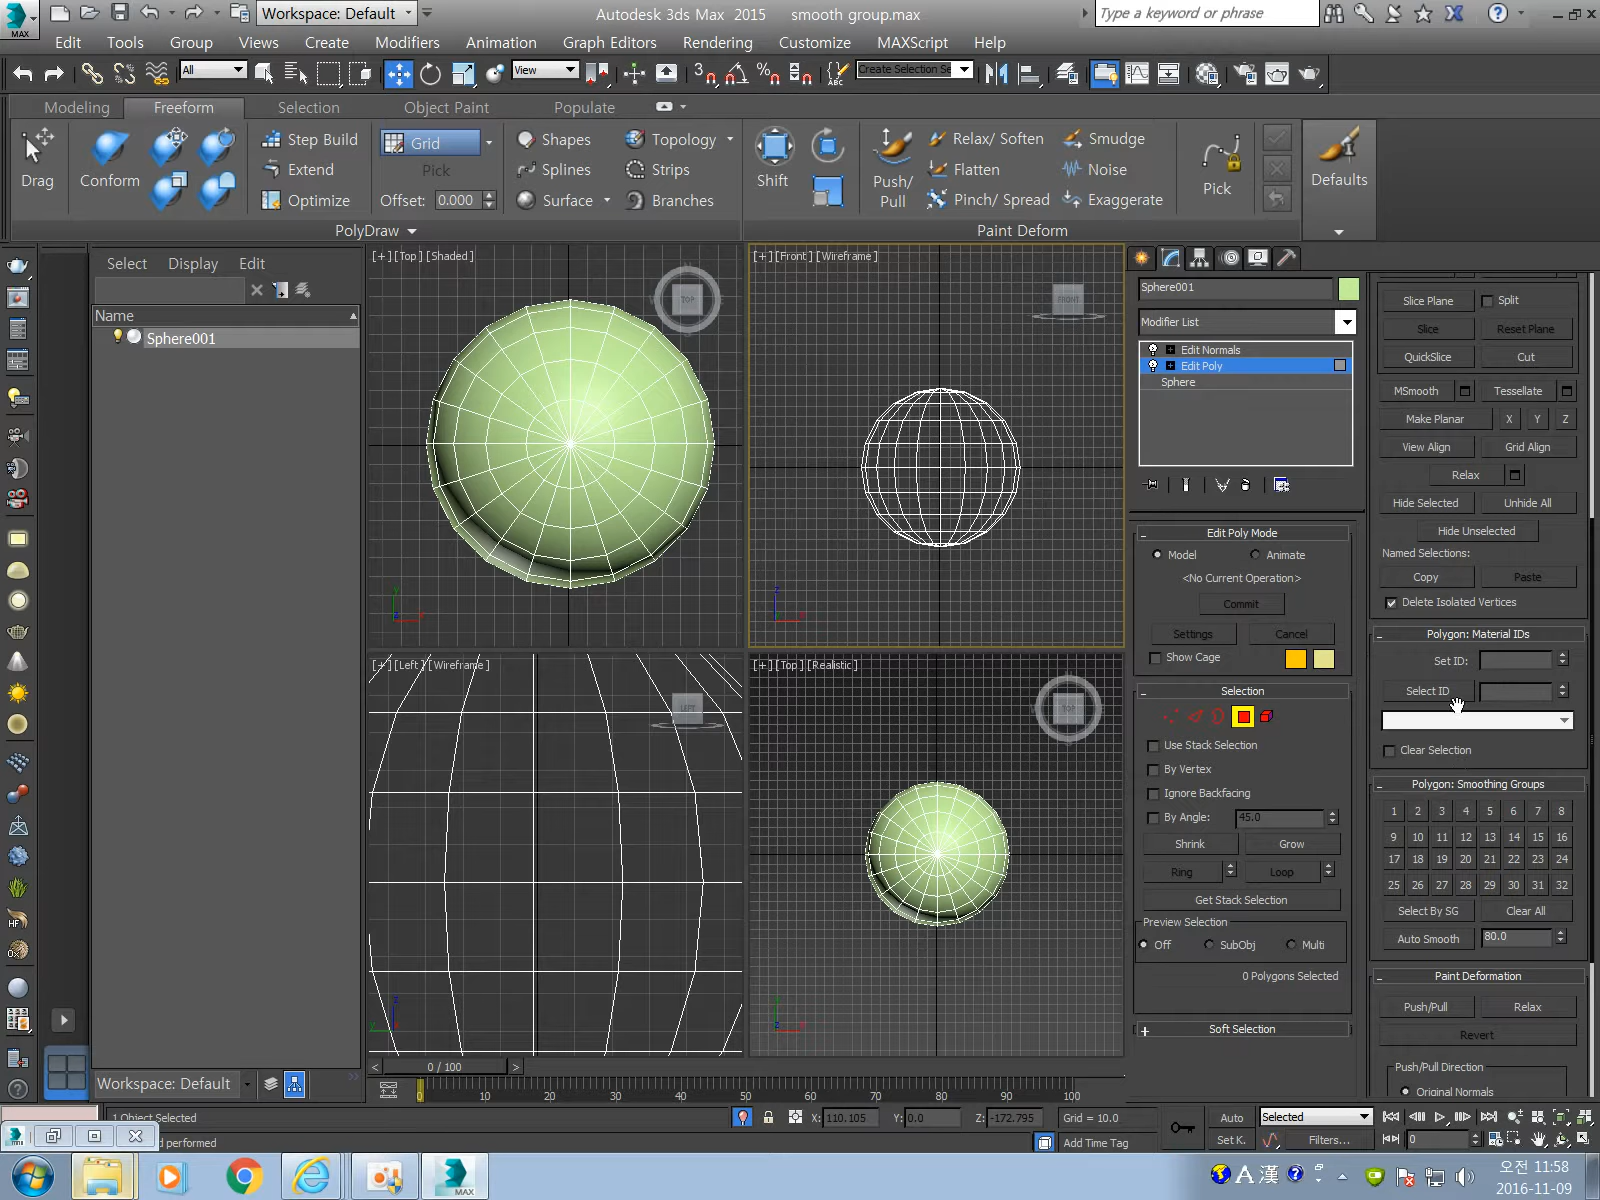 MAX
Workspace: Default
Autodesk 3ds Max 2015 smooth group.max
Type a keyword or phrase
Edit Tools Group Views Create Modifiers Animation Graph Editors Rendering Customize MAXScript Help
All
View
Create Selection Se
Modeling Freeform Selection Object Paint Populate
Drag
Conform
Step Build
Extend
Optimize
Grid
Pick
Offset: 0.000
Shapes
Splines
Surface
Topology
Strips
Branches
Shift
Push/
Pull
Relax/ Soften
Flatten
Pinch/ Spread
Smudge
Noise
Exaggerate
Pick
Defaults
PolyDraw
Paint Deform
Select Display Edit
Name
Sphere001
[+][Top][Shaded]
TOP
[+][Front][Wireframe]
FRONT
[+][Left][Wireframe]
LEFT
[+][Top][Realistic]
TOP
Sphere001
Modifier List
Edit Normals
Edit Poly
Sphere
Edit Poly Mode
Model Animate
<No Current Operation>
Commit
Settings Cancel
Show Cage
Selection
Use Stack Selection
By Vertex
Ignore Backfacing
By Angle: 45.0
Shrink Grow
Ring Loop
Get Stack Selection
Preview Selection
Off SubObj Multi
0 Polygons Selected
Soft Selection
Slice Plane Split
Slice Reset Plane
QuickSlice Cut
MSmooth Tessellate
Make Planar X Y Z
View Align Grid Align
Relax
Hide Selected Unhide All
Hide Unselected
Named Selections:
Copy Paste
Delete Isolated Vertices
Polygon: Material IDs
Set ID:
Select ID
Clear Selection
Polygon: Smoothing Groups
1 2 3 4 5 6 7 8
9 10 11 12 13 14 15 16
17 18 19 20 21 22 23 24
25 26 27 28 29 30 31 32
Select By SG Clear All
Auto Smooth 80.0
Paint Deformation
Push/Pull Relax
Revert
Push/Pull Direction
Original Normals
Workspace: Default
< 0 / 100 >
0 10 20 30 40 50 60 70 80 90 100
1 Object Selected
X: 110.105 Y: 0.0 Z: -172.795 Grid = 10.0
Auto Selected
d performed
Add Time Tag
Set K. Filters... 0
A 漢
오전 11:58
2016-11-09